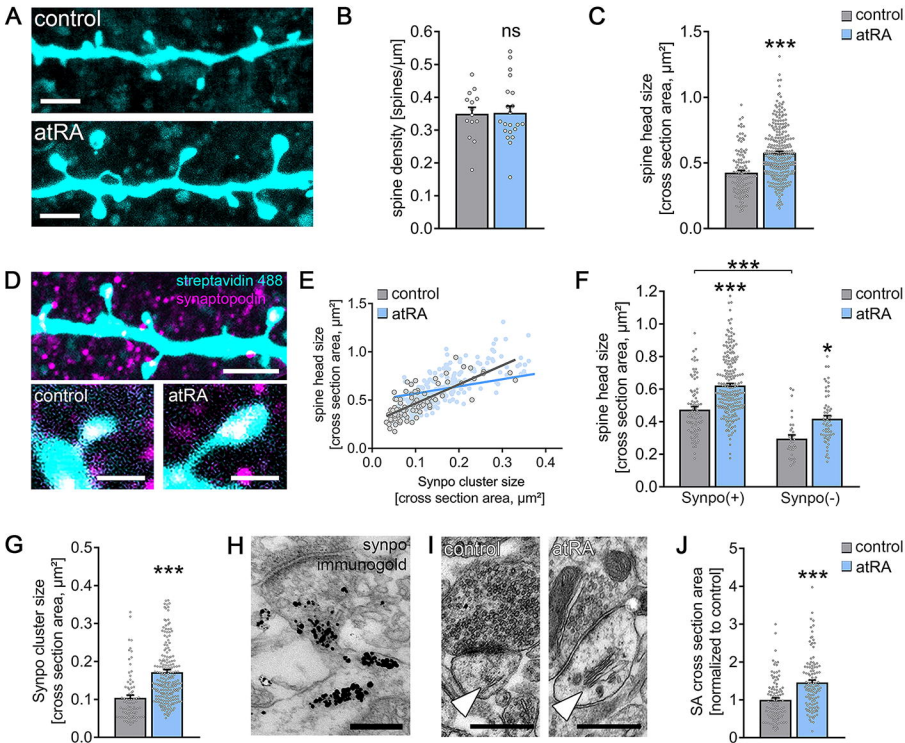 A
control
atRA
B
ns
spine density [spines/µm]
0.6
0.5
0.4
0.3
0.2
0.1
0.0
C
control
atRA
***
spine head size
[cross section area, µm²]
1.5
1.0
0.5
0.0
D
streptavidin 488
synaptopodin
control
atRA
E
control
atRA
spine head size
[cross section area, µm²]
1.5
1.2
0.9
0.6
0.3
0.0
0.0
0.1
0.2
0.3
0.4
Synpo cluster size
[cross section area, µm²]
F
control
atRA
***
***
*
spine head size
[cross section area, µm²]
1.2
1.0
0.8
0.6
0.4
0.2
0.0
Synpo(+)
Synpo(-)
G
***
Synpo cluster size
[cross section area, µm²]
0.5
0.4
0.3
0.2
0.1
0.0
H
synpo
immunogold
I
control
atRA
J
control
atRA
***
SA cross section area
[normalized to control]
5
4
3
2
1
0